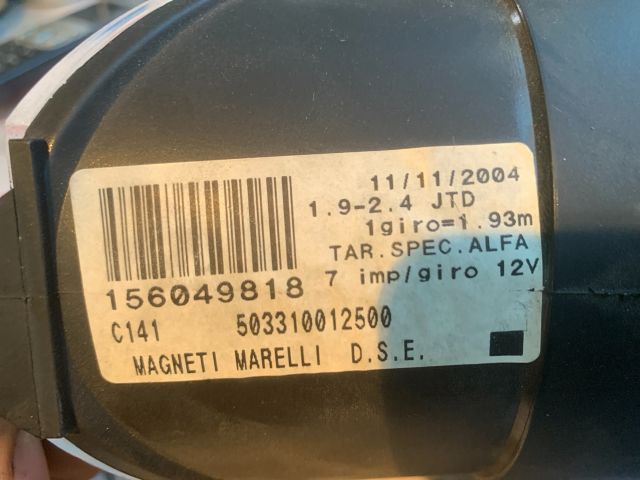 11/11/2004
1.9-2.4 JTD
1giro=1.93m
TAR.SPEC.ALFA
156049818 7 imp/giro 12V
C141 503310012500
MAGNETI MARELLI D.S.E.